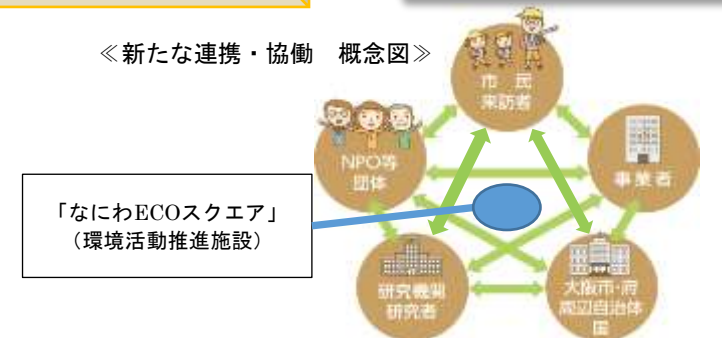 ≪新たな連携・協働　概念図≫
市　民
来訪者
NPO等
団体
事業者
「なにわECOスクエア」
（環境活動推進施設）
研究機関
研究者
大阪市・府
周辺自治体
国